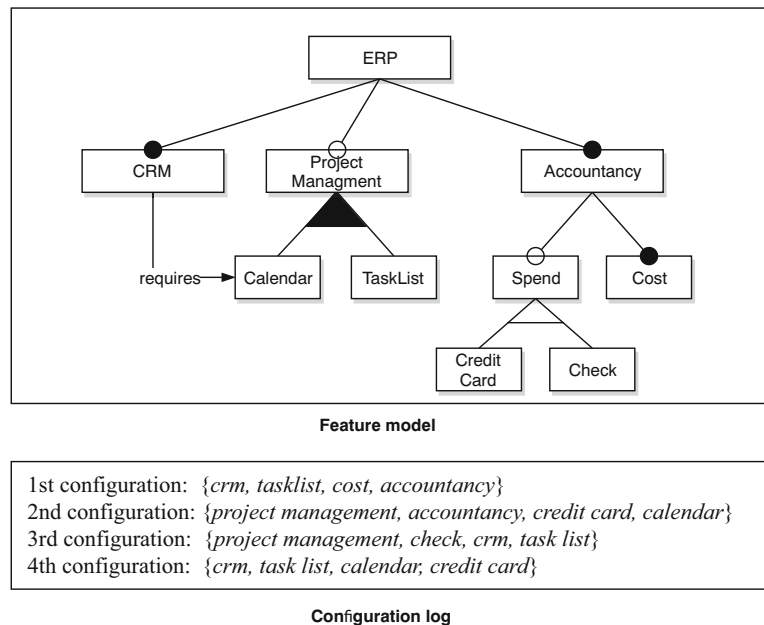 ERP
CRM
Project
Managment
Accountancy
requires
Calendar
TaskList
Spend
Cost
Credit
Card
Check
Feature model
1st configuration: {crm, tasklist, cost, accountancy}
2nd configuration: {project management, accountancy, credit card, calendar}
3rd configuration: {project management, check, crm, task list}
4th configuration: {crm, task list, calendar, credit card}
Configuration log